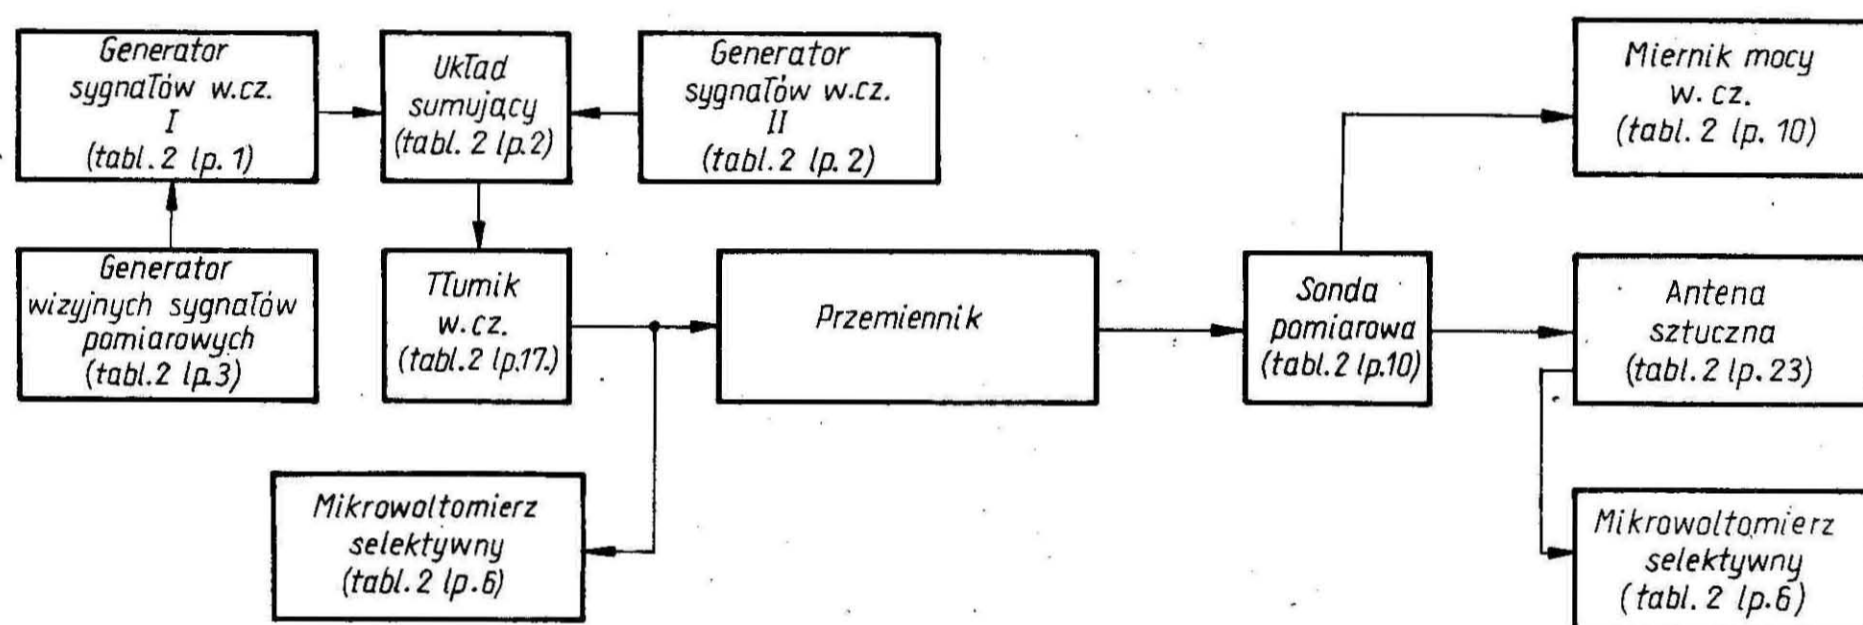 Generator
sygnałów w.cz.
I
(tabl. 2 lp. 1)
Układ
sumujący
(tabl. 2 lp. 2)
Generator
sygnałów w.cz.
II
(tabl. 2 lp. 2)
Miernik mocy
w. cz.
(tabl. 2 lp. 10)
Generator
wizyjnych sygnałów
pomiarowych
(tabl. 2 lp. 3)
Tłumik
w. cz.
(tabl. 2 lp. 17.)
Przemiennik
Sonda
pomiarowa
(tabl. 2 lp. 10)
Antena
sztuczna
(tabl. 2 lp. 23)
Mikrowoltomierz
selektywny
(tabl. 2 lp. 6)
Mikrowoltomierz
selektywny
(tabl. 2 lp. 6)